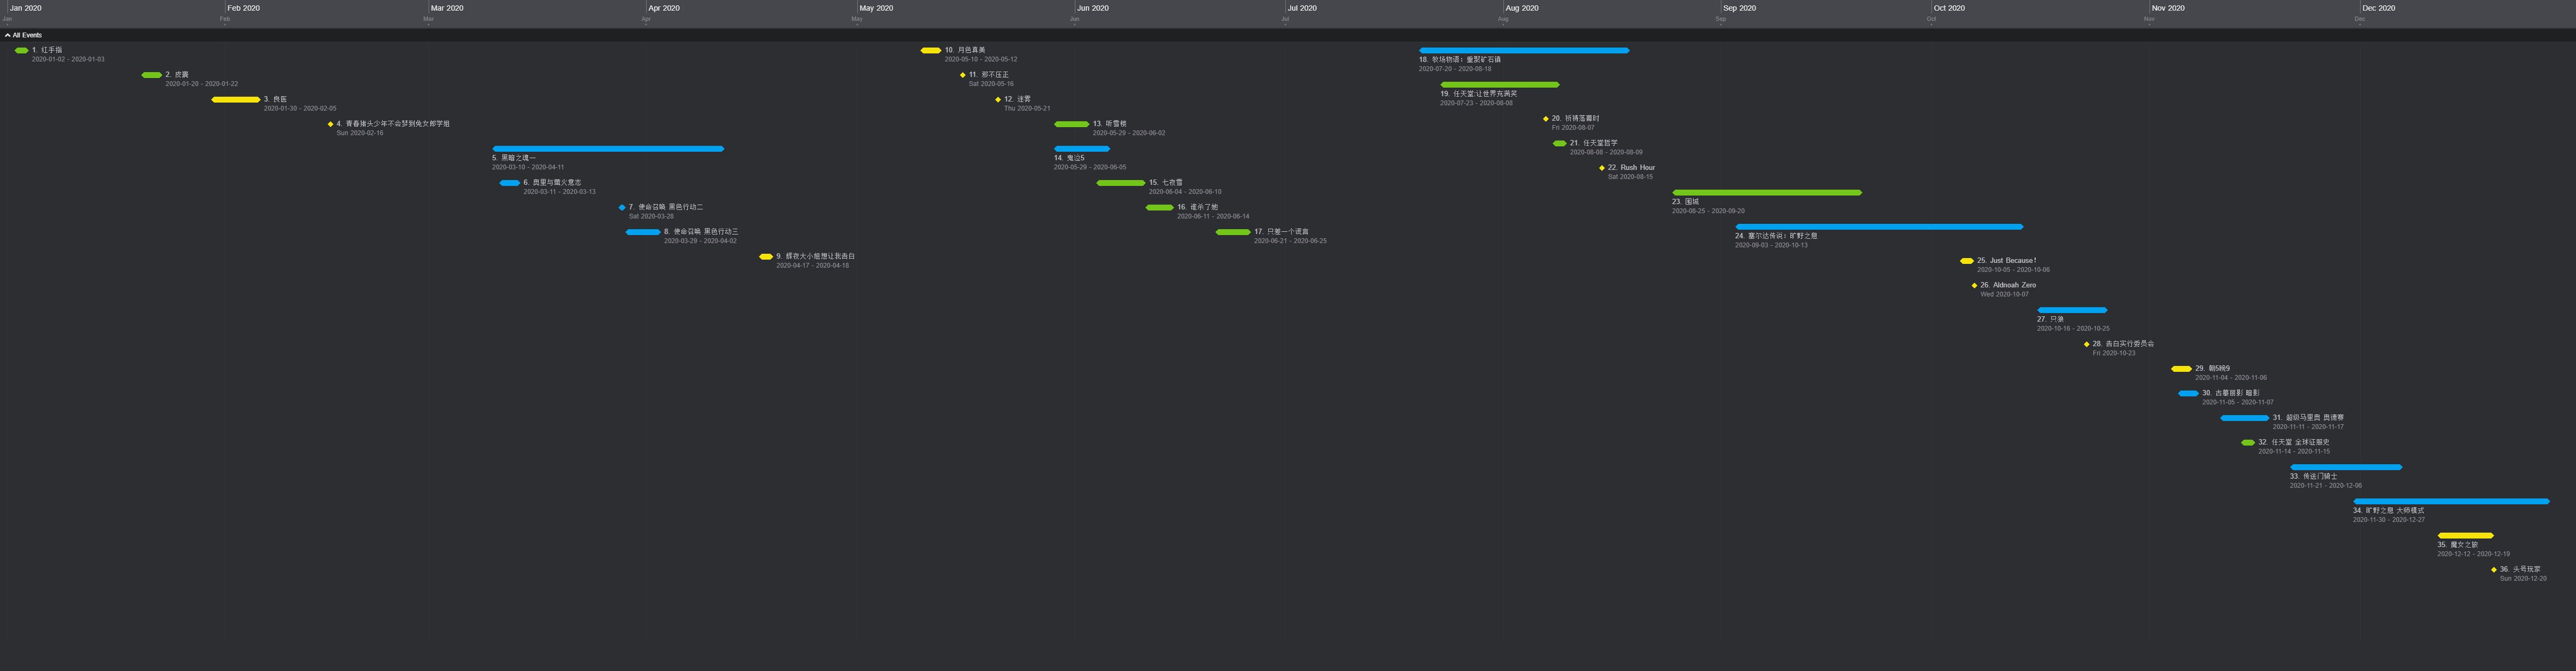 Jan 2020
Feb 2020
Mar 2020
Apr 2020
May 2020
Jun 2020
Jul 2020
Aug 2020
Sep 2020
Oct 2020
Nov 2020
Dec 2020
Jan
Feb
Mar
Apr
May
Jun
Jul
Aug
Sep
Oct
Nov
Dec
All Events
1. 红手指
2020-01-02 - 2020-01-03
2. 皮囊
2020-01-20 - 2020-01-22
3. 良医
2020-01-30 - 2020-02-05
4. 青春猪头少年不会梦到兔女郎学姐
Sun 2020-02-16
5. 黑暗之魂一
2020-03-10 - 2020-04-11
6. 奥里与萤火意志
2020-03-11 - 2020-03-13
7. 使命召唤 黑色行动二
Sat 2020-03-28
8. 使命召唤 黑色行动三
2020-03-29 - 2020-04-02
9. 辉夜大小姐想让我告白
2020-04-17 - 2020-04-18
10. 月色真美
2020-05-10 - 2020-05-12
11. 邪不压正
Sat 2020-05-16
12. 迷雾
Thu 2020-05-21
13. 听雪楼
2020-05-29 - 2020-06-02
14. 鬼泣5
2020-05-29 - 2020-06-05
15. 七夜雪
2020-06-04 - 2020-06-10
16. 谁杀了她
2020-06-11 - 2020-06-14
17. 只差一个谎言
2020-06-21 - 2020-06-25
18. 牧场物语：重聚矿石镇
2020-07-20 - 2020-08-18
19. 任天堂:让世界充满笑
2020-07-23 - 2020-08-08
20. 祈祷落幕时
Fri 2020-08-07
21. 任天堂哲学
2020-08-08 - 2020-08-09
22. Rush Hour
Sat 2020-08-15
23. 围城
2020-08-25 - 2020-09-20
24. 塞尔达传说：旷野之息
2020-09-03 - 2020-10-13
25. Just Because！
2020-10-05 - 2020-10-06
26. Aldnoah Zero
Wed 2020-10-07
27. 只狼
2020-10-16 - 2020-10-25
28. 告白实行委员会
Fri 2020-10-23
29. 朝5晚9
2020-11-04 - 2020-11-06
30. 古墓丽影 暗影
2020-11-05 - 2020-11-07
31. 超级马里奥 奥德赛
2020-11-11 - 2020-11-17
32. 任天堂 全球征服史
2020-11-14 - 2020-11-15
33. 传送门骑士
2020-11-21 - 2020-12-06
34. 旷野之息 大师模式
2020-11-30 - 2020-12-27
35. 魔女之旅
2020-12-12 - 2020-12-19
36. 头号玩家
Sun 2020-12-20